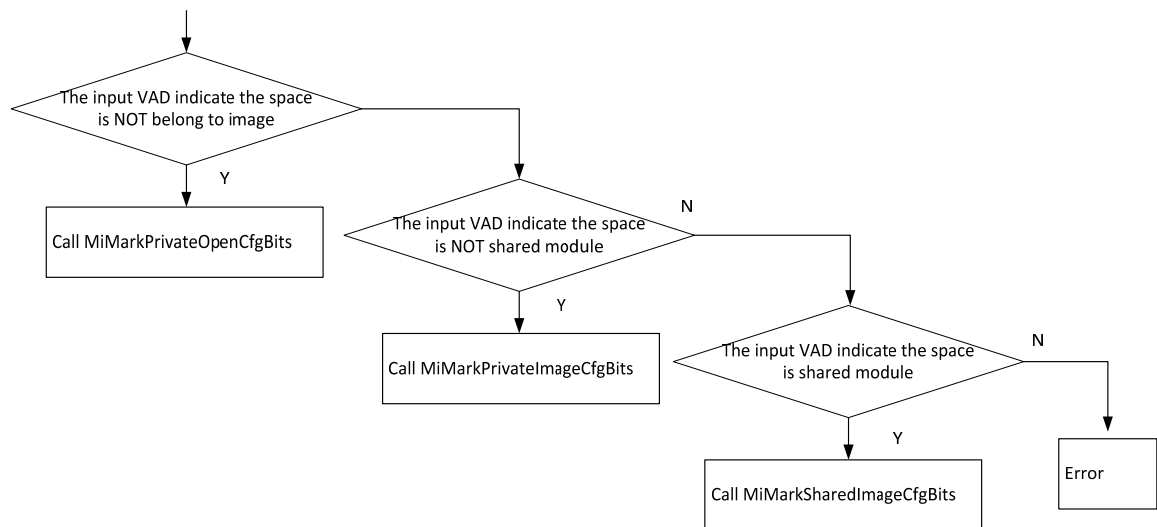 The input VAD indicate the space
is NOT belong to image
Y
Call MiMarkPrivateOpenCfgBits
N
The input VAD indicate the space
is NOT shared module
Y
Call MiMarkPrivateImageCfgBits
N
The input VAD indicate the space
is shared module
Y
Error
Call MiMarkSharedImageCfgBits